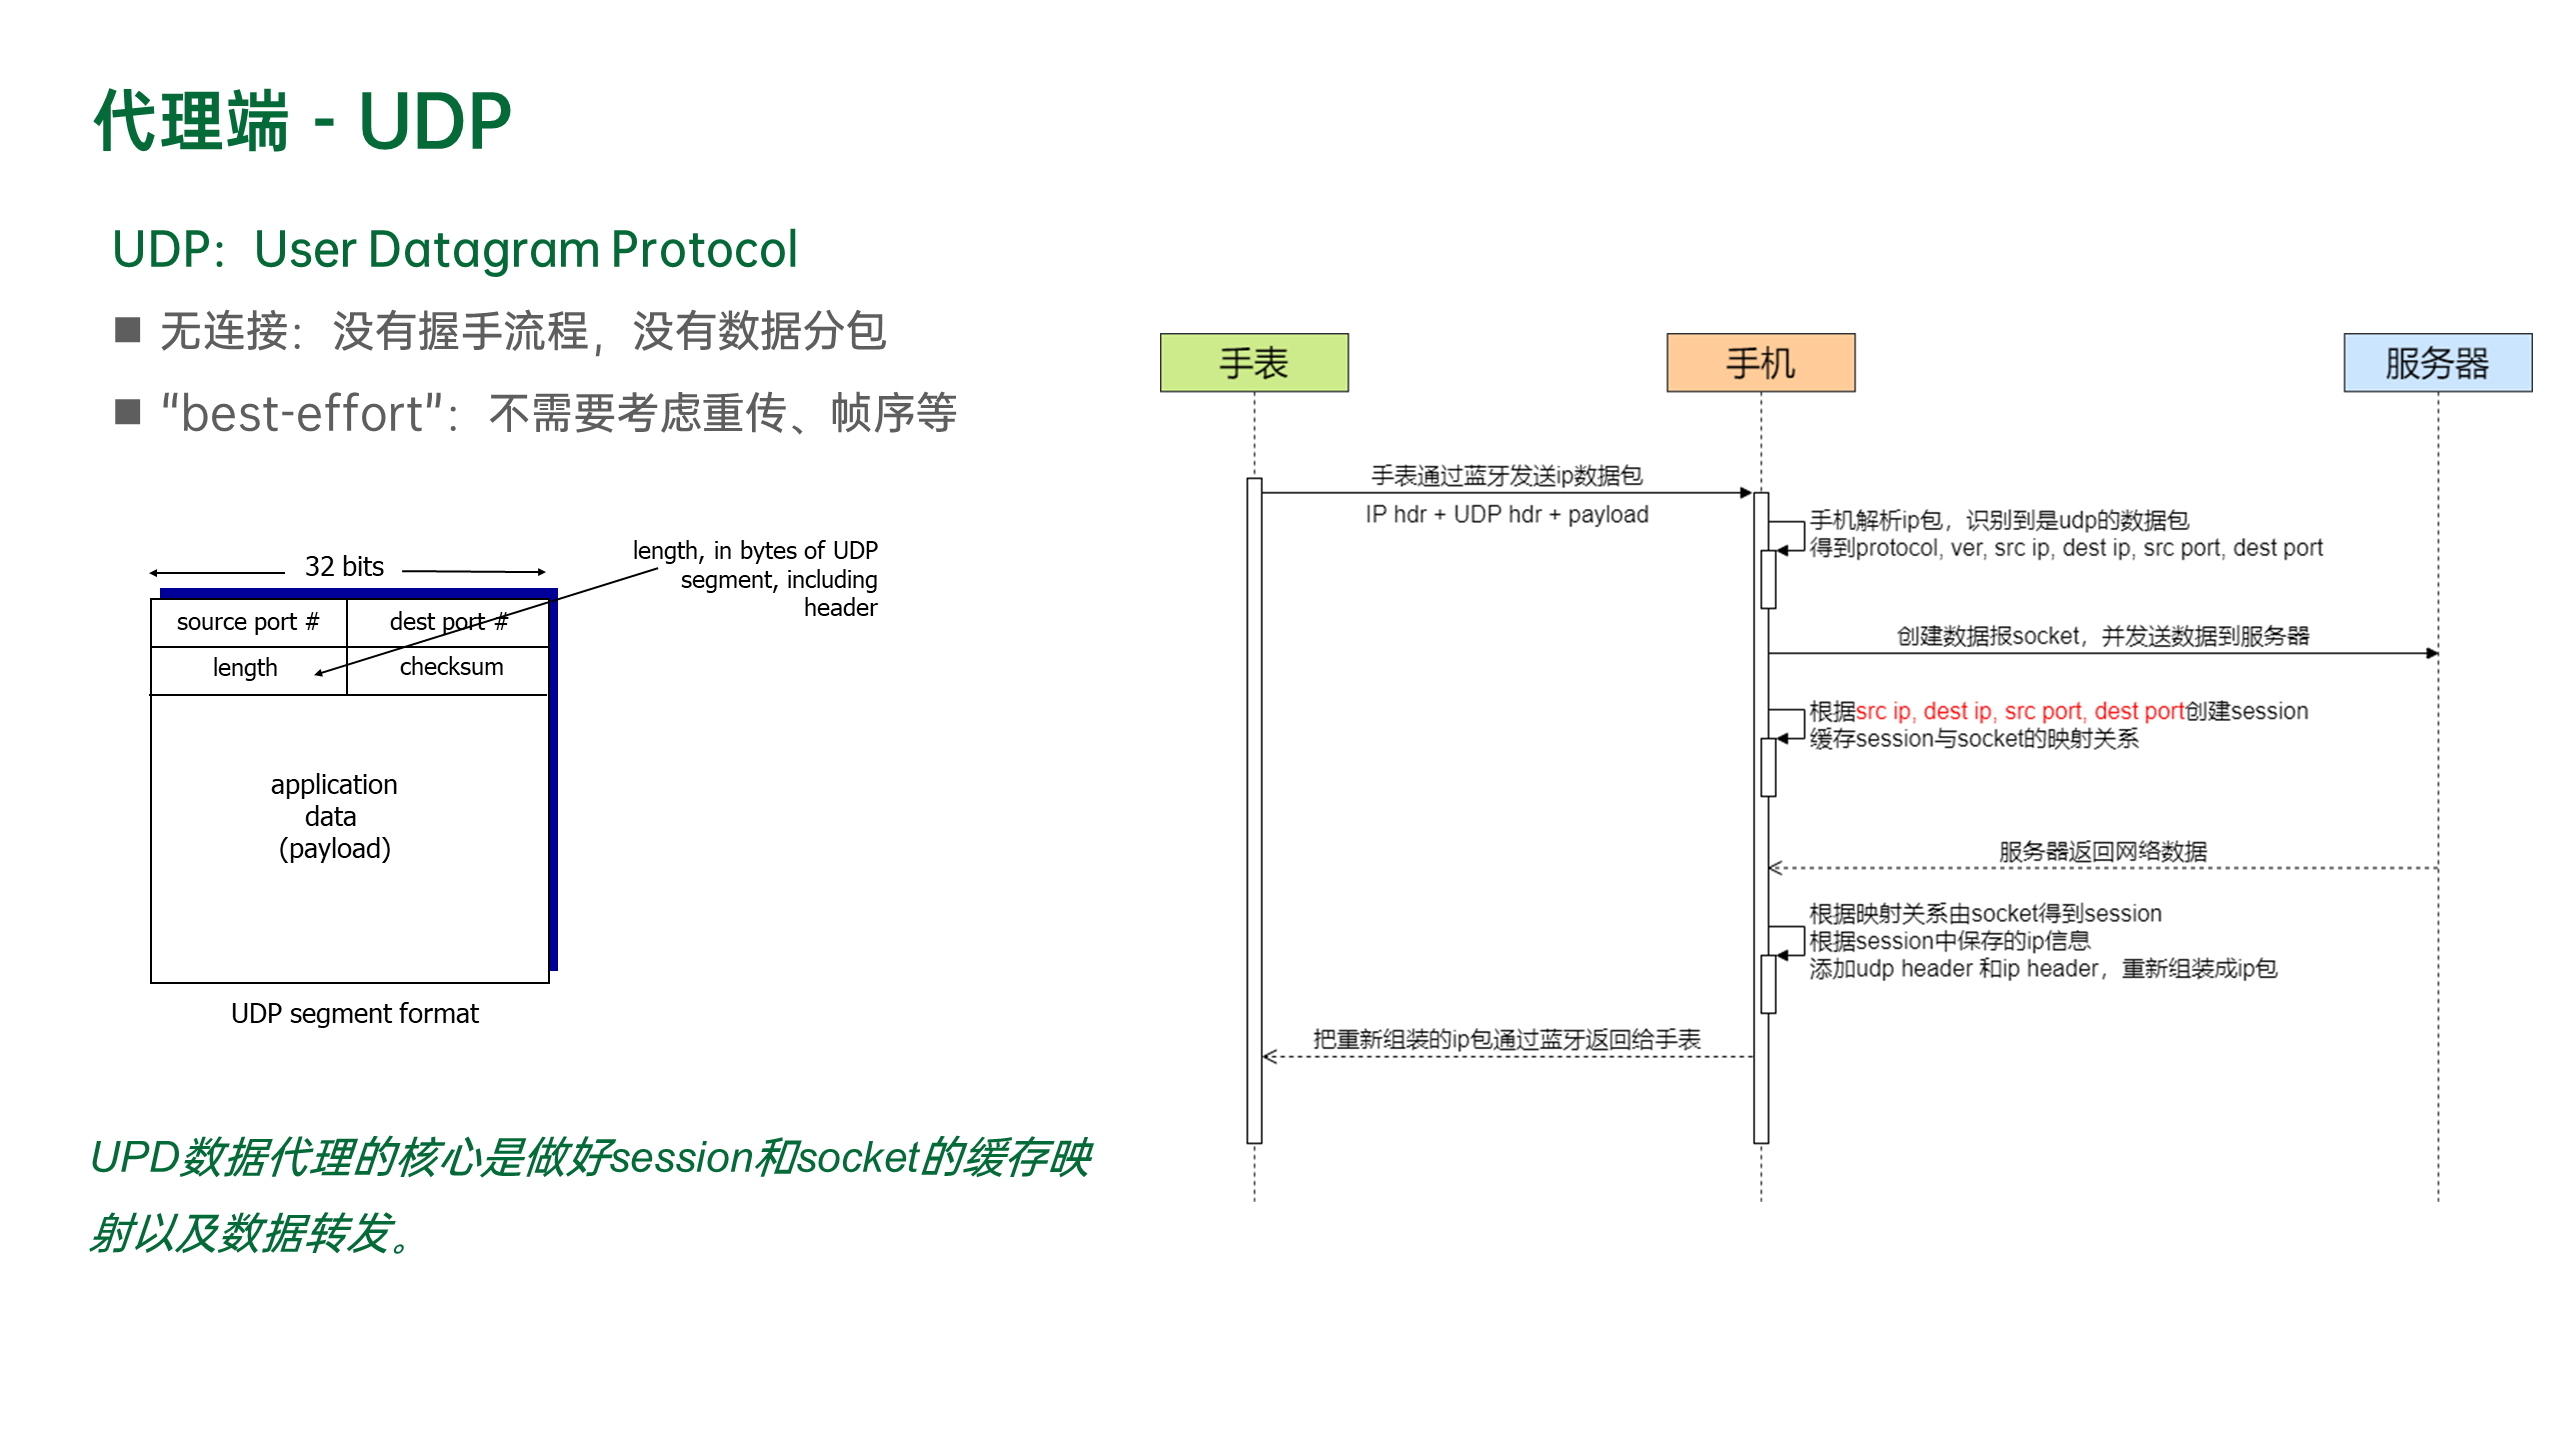 代理端 - UDP
UDP：User Datagram Protocol
■ 无连接：没有握手流程，没有数据分包
■ “best-effort”：不需要考虑重传、帧序等
32 bits
length, in bytes of UDP
segment, including
header
source port #
dest port #
length
checksum
application
data
(payload)
UDP segment format
UPD数据代理的核心是做好session和socket的缓存映
射以及数据转发。
手表
手机
服务器
手表通过蓝牙发送ip数据包
IP hdr + UDP hdr + payload
手机解析ip包，识别到是udp的数据包
得到protocol, ver, src ip, dest ip, src port, dest port
创建数据报socket，并发送数据到服务器
根据src ip, dest ip, src port, dest port创建session
缓存session与socket的映射关系
服务器返回网络数据
根据映射关系由socket得到session
根据session中保存的ip信息
添加udp header 和ip header，重新组装成ip包
把重新组装的ip包通过蓝牙返回给手表